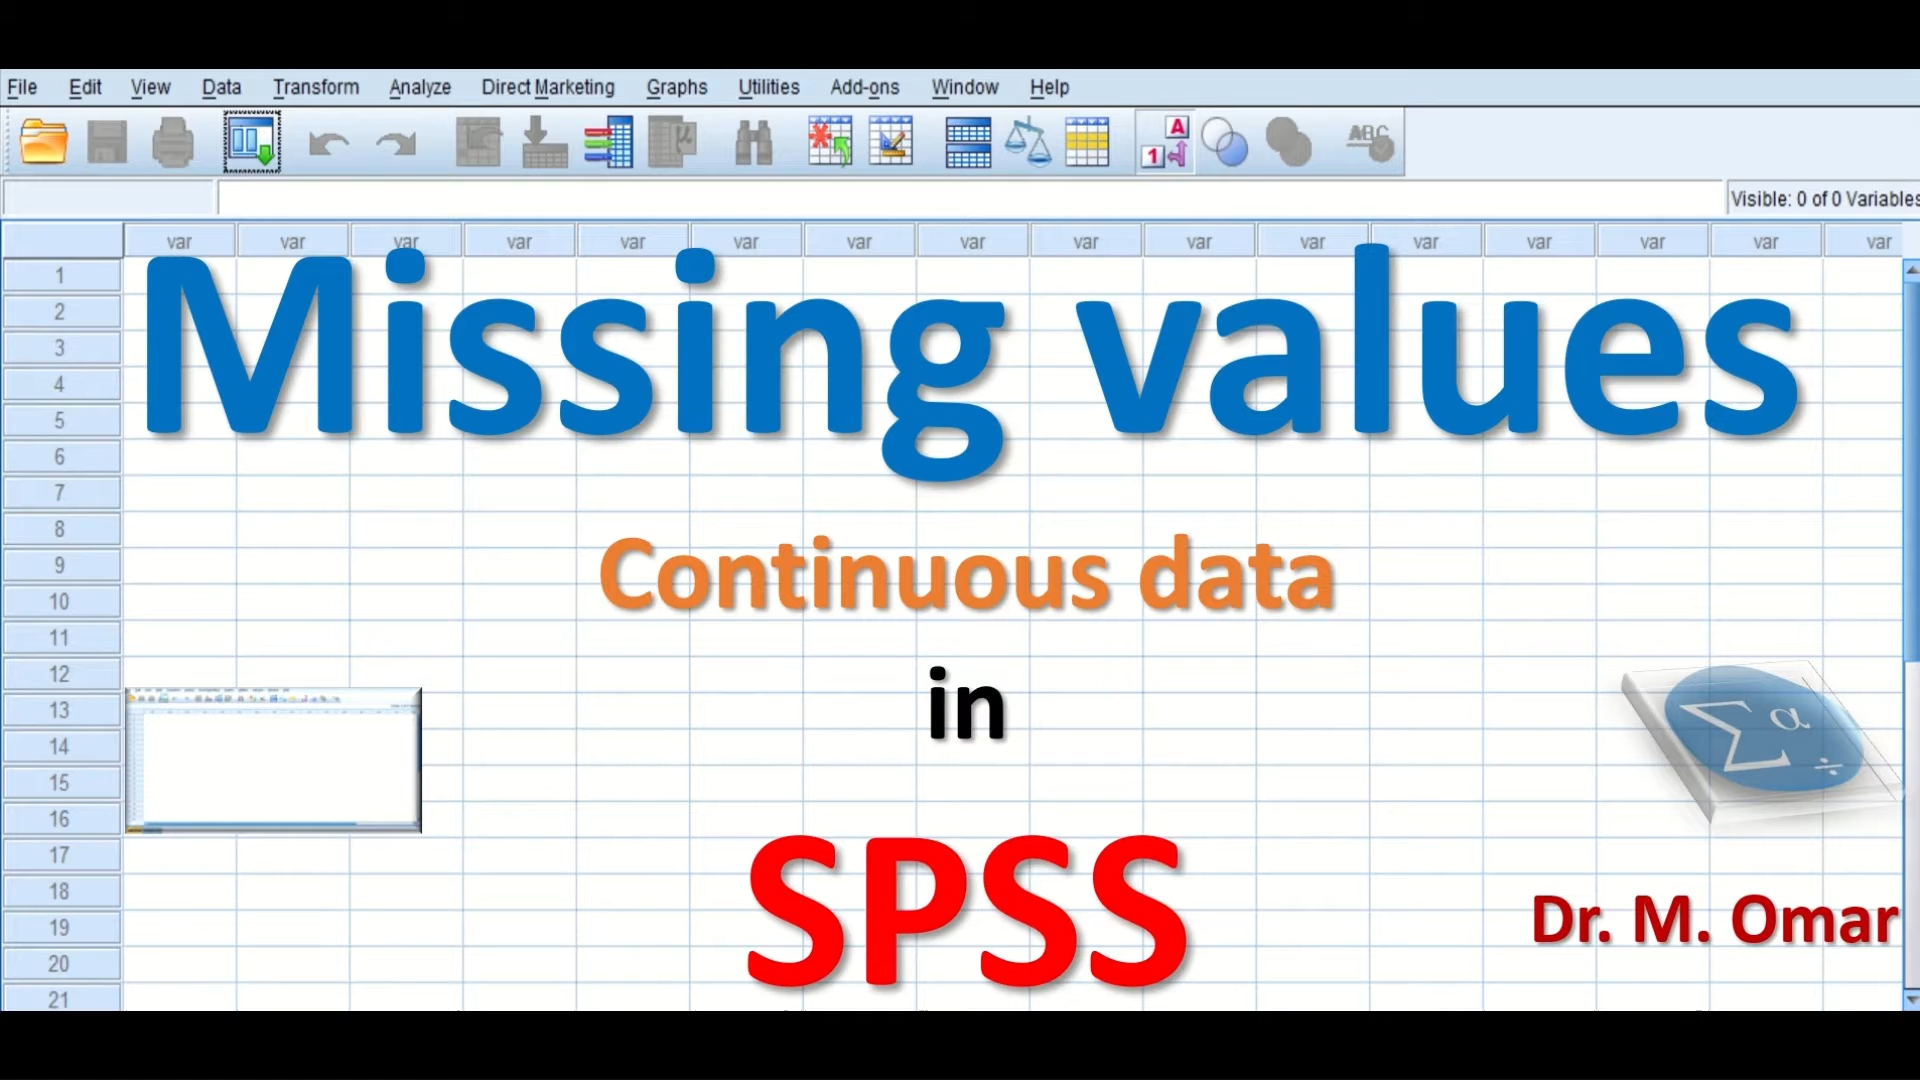 File Edit View Data Transform Analyze Direct Marketing Graphs Utilities Add-ons Window Help
A
1
ABC
Visible: 0 of 0 Variables
var var var var var var var var var var var var var var var var
1
2
3
4
5
6
7
8
9
10
11
12
13
14
15
16
17
18
19
20
21
Missing values
Continuous data
in
SPSS
Σ α ÷
Dr. M. Omar